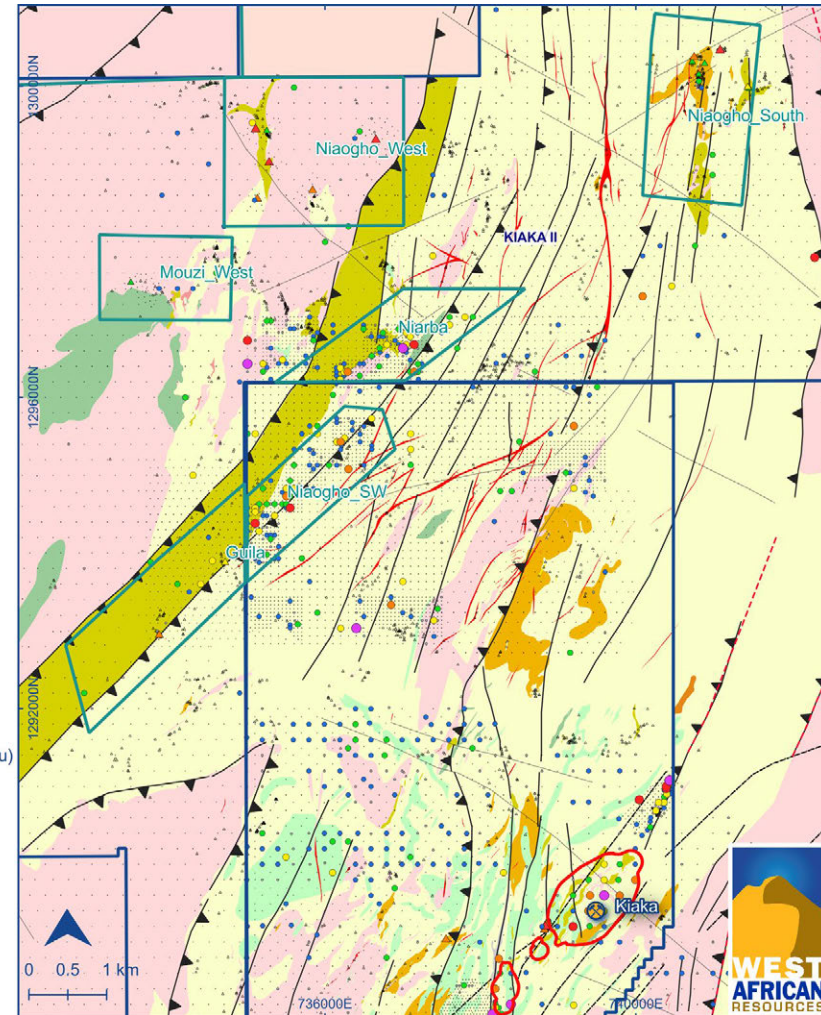 1300000N
Niaogho_South
Niaogho_West
KIAKA II
Mouzi_West
Niarba
1296000N
Niaogho_SW
Guila
1292000N
u)
Kiaka
0 0.5 1 km
736000E
740000E
WEST
AFRICAN
RESOURCES